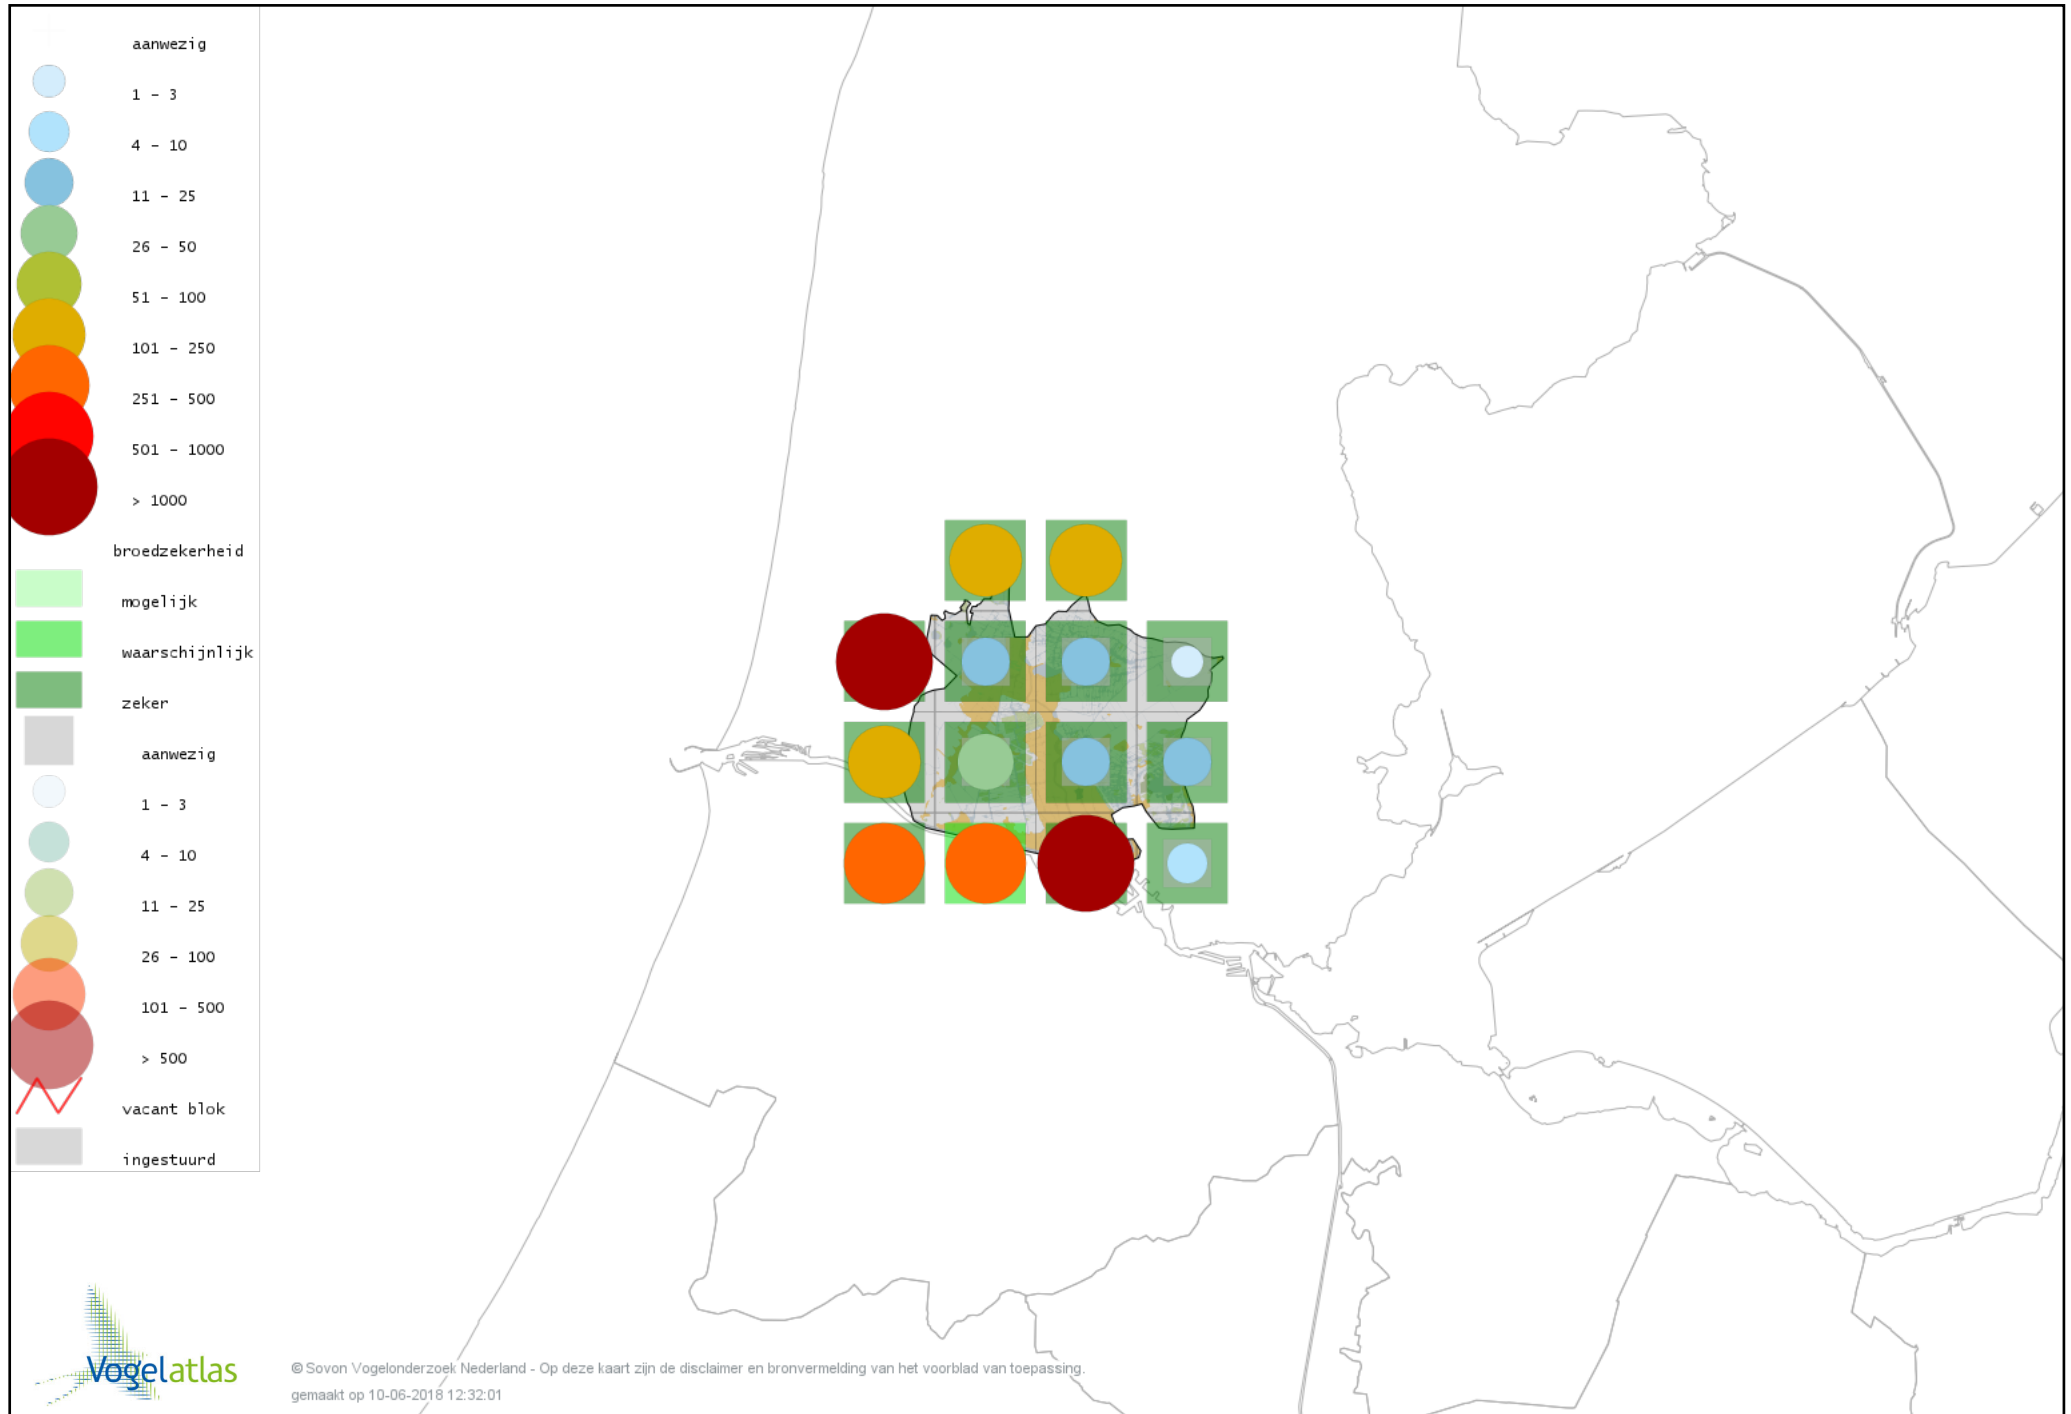 aanwezig
1 - 3
4 - 10
11 - 25
26 - 50
51 - 100
101 - 250
251 - 500
501 - 1000
> 1000
broedzekerheid
mogelijk
waarschijnlijk
zeker
aanwezig
1 - 3
4 - 10
11 - 25
26 - 100
101 - 500
> 500
vacant blok
ingestuurd
Vogelatlas
© Sovon Vogelonderzoek Nederland - Op deze kaart zijn de disclaimer en bronvermelding van het voorblad van toepassing.
gemaakt op 10-06-2018 12:32:01